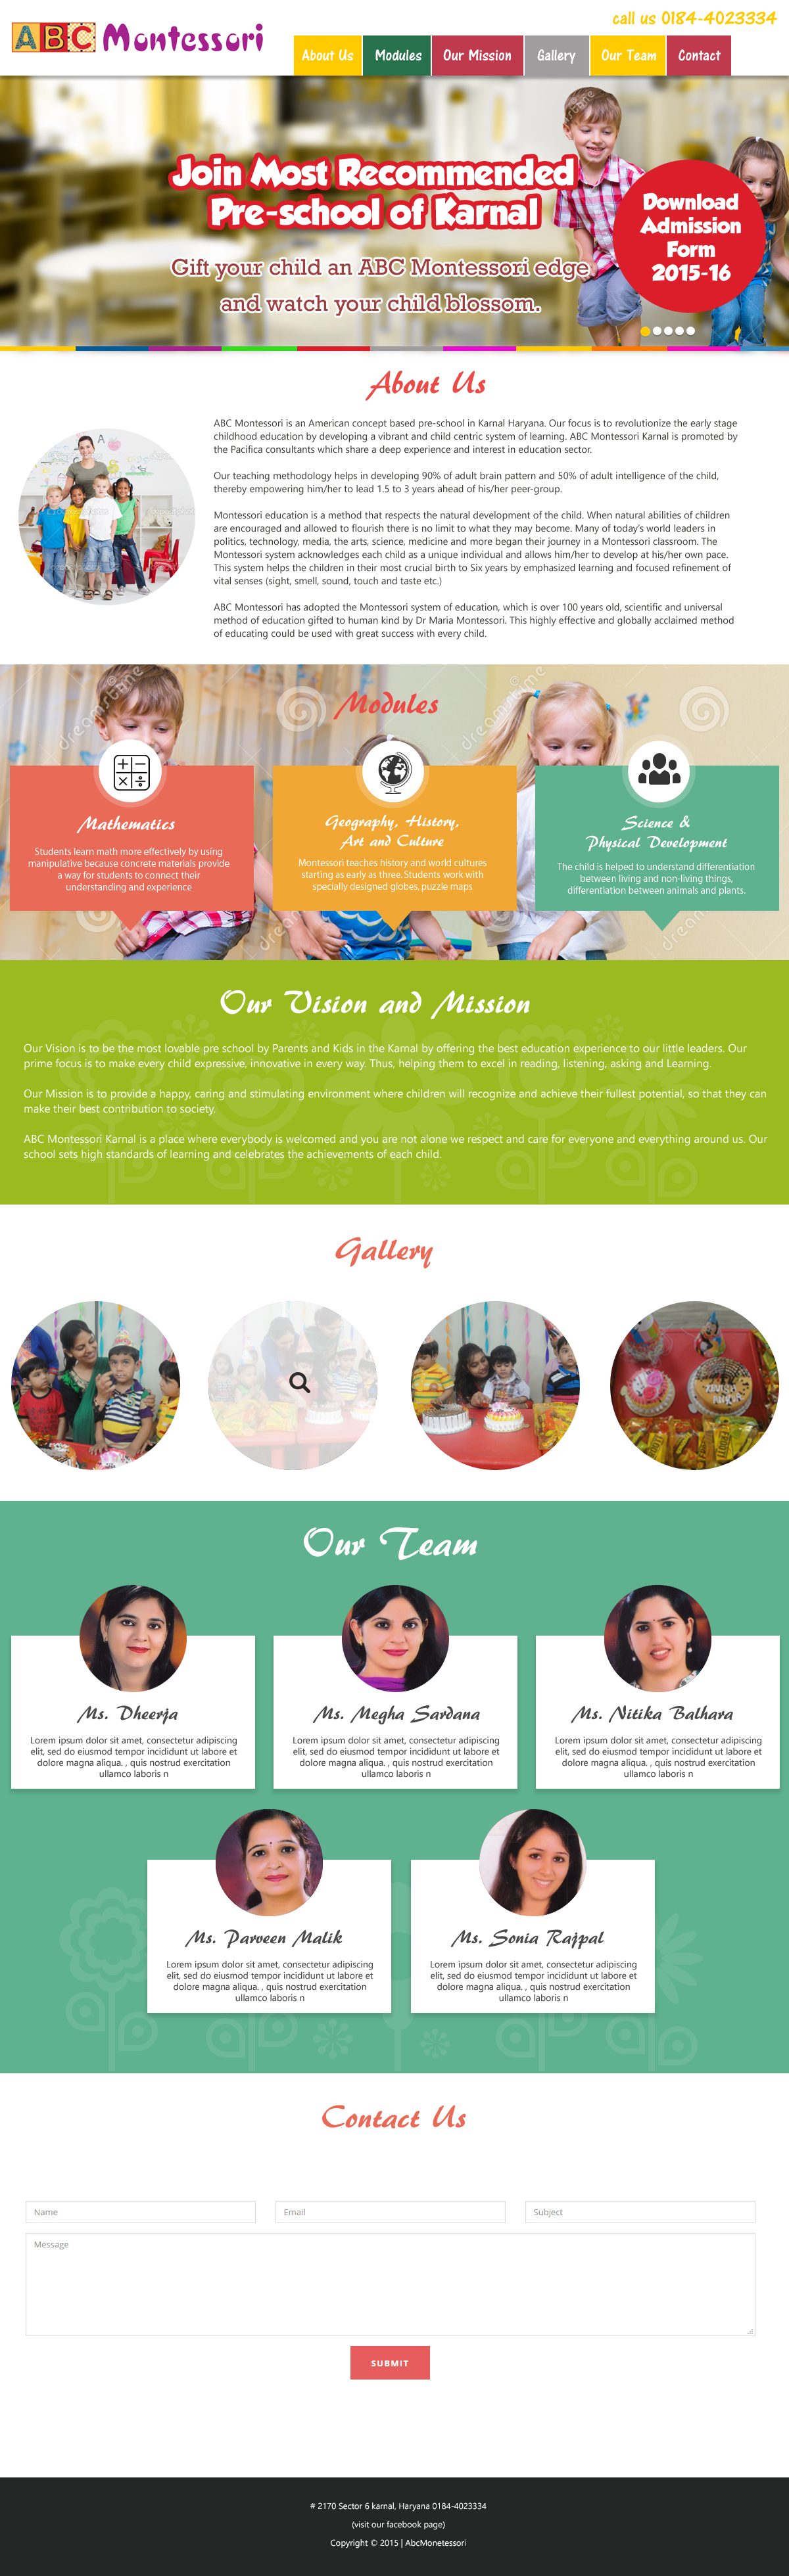 call us 0184-4023334
ABC Montessori
About Us
Modules
Our Mission
Gallery
Our Team
Contact
Join Most Recommended
Pre-school of Karnal
Gift your child an ABC Montessori edge
and watch your child blossom.
Download
Admission
Form
2015-16
About Us
ABC Montessori is an American concept based pre-school in Karnal Haryana. Our focus is to revolutionize the early stage
childhood education by developing a vibrant and child centric system of learning. ABC Montessori Karnal is promoted by
the Pacifica consultants which share a deep experience and interest in education sector.
Our teaching methodology helps in developing 90% of adult brain pattern and 50% of adult intelligence of the child,
thereby empowering him/her to lead 1.5 to 3 years ahead of his/her peer-group.
Montessori education is a method that respects the natural development of the child. When natural abilities of children
are encouraged and allowed to flourish there is no limit to what they may become. Many of today's world leaders in
politics, technology, media, the arts, science, medicine and more began their journey in a Montessori classroom. The
Montessori system acknowledges each child as a unique individual and allows him/her to develop at his/her own pace.
This system helps the children in their most crucial birth to Six years by emphasized learning and focused refinement of
vital senses (sight, smell, sound, touch and taste etc.)
ABC Montessori has adopted the Montessori system of education, which is over 100 years old, scientific and universal
method of education gifted to human kind by Dr Maria Montessori. This highly effective and globally acclaimed method
of educating could be used with great success with every child.
Modules
Mathematics
Students learn math more effectively by using
manipulative because concrete materials provide
a way for students to connect their
understanding and experience
Geography, History,
Art and Culture
Montessori teaches history and world cultures
starting as early as three. Students work with
specially designed globes, puzzle maps
Science &
Physical Development
The child is helped to understand differentiation
between living and non-living things,
differentiation between animals and plants.
Our Vision and Mission
Our Vision is to be the most lovable pre school by Parents and Kids in the Karnal by offering the best education experience to our little leaders. Our
prime focus is to make every child expressive, innovative in every way. Thus, helping them to excel in reading, listening, asking and Learning.
Our Mission is to provide a happy, caring and stimulating environment where children will recognize and achieve their fullest potential, so that they can
make their best contribution to society.
ABC Montessori Karnal is a place where everybody is welcomed and you are not alone we respect and care for everyone and everything around us. Our
school sets high standards of learning and celebrates the achievements of each child.
Gallery
Our Team
Ms. Dheerja
Lorem ipsum dolor sit amet, consectetur adipiscing
elit, sed do eiusmod tempor incididunt ut labore et
dolore magna aliqua. , quis nostrud exercitation
ullamco laboris n
Ms. Megha Sardana
Lorem ipsum dolor sit amet, consectetur adipiscing
elit, sed do eiusmod tempor incididunt ut labore et
dolore magna aliqua. , quis nostrud exercitation
ullamco laboris n
Ms. Nitika Balhara
Lorem ipsum dolor sit amet, consectetur adipiscing
elit, sed do eiusmod tempor incididunt ut labore et
dolore magna aliqua. , quis nostrud exercitation
ullamco laboris n
Ms. Parveen Malik
Lorem ipsum dolor sit amet, consectetur adipiscing
elit, sed do eiusmod tempor incididunt ut labore et
dolore magna aliqua. , quis nostrud exercitation
ullamco laboris n
Ms. Sonia Rajpal
Lorem ipsum dolor sit amet, consectetur adipiscing
elit, sed do eiusmod tempor incididunt ut labore et
dolore magna aliqua. , quis nostrud exercitation
ullamco laboris n
Contact Us
Name
Email
Subject
Message
SUBMIT
# 2170 Sector 6 karnal, Haryana 0184-4023334
(visit our facebook page)
Copyright © 2015 | AbcMonetessori